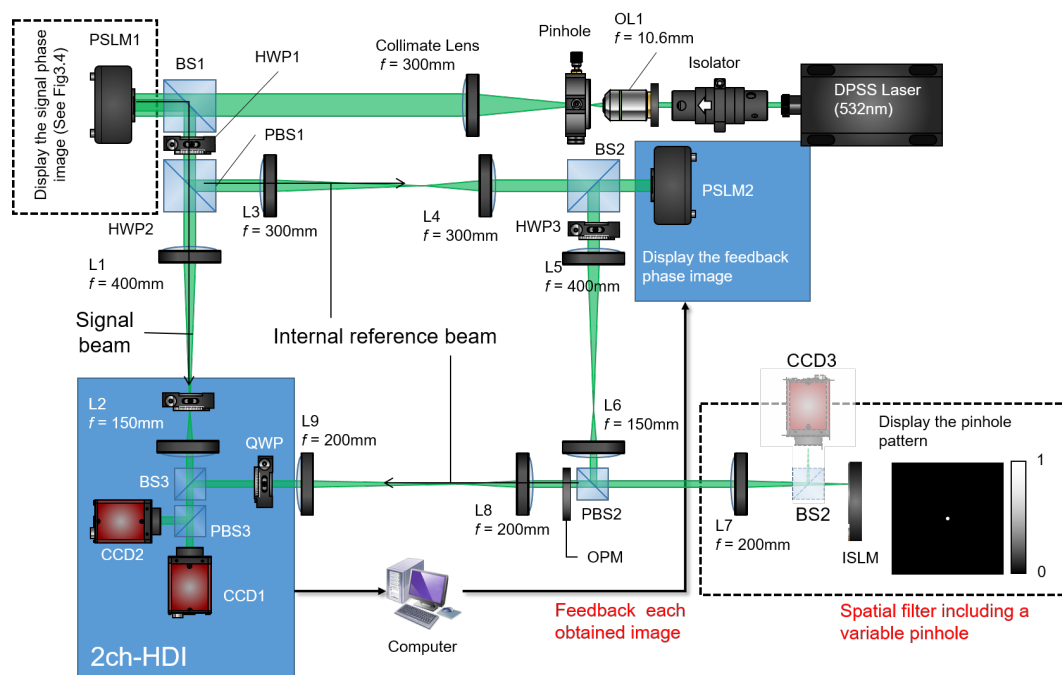 Display the signal phase
image (See Fig3.4)
PSLM1
BS1
HWP1
PBS1
Collimate Lens
f = 300mm
Pinhole
OL1
f = 10.6mm
Isolator
DPSS Laser
(532nm)
HWP2
L1
f = 400mm
L3
f = 300mm
L4
f = 300mm
BS2
HWP3
L5
f = 400mm
PSLM2
Display the feedback
phase image
Signal
beam
Internal reference beam
L2
f = 150mm
QWP
L9
f = 200mm
BS3
PBS3
CCD2
CCD1
2ch-HDI
L8
f = 200mm
OPM
L6
f = 150mm
PBS2
L7
f = 200mm
CCD3
BS2
ISLM
Display the pinhole
pattern
1
0
Computer
Feedback each
obtained image
Spatial filter including a
variable pinhole